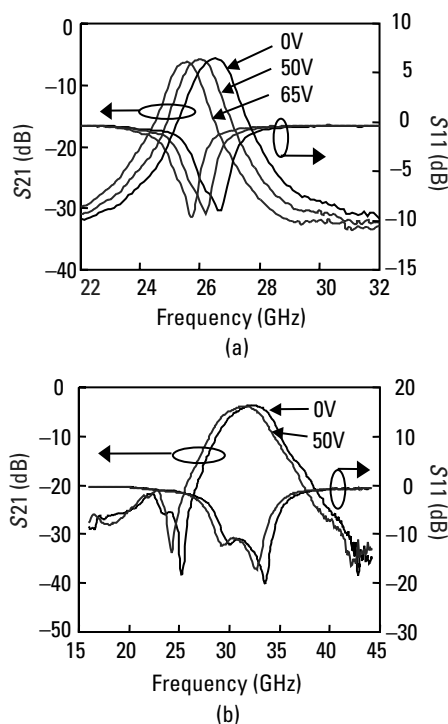 0
−10
−20
−30
−40
S21 (dB)
10
5
0
−5
−10
−15
S11 (dB)
0V
50V
65V
22 24 26 28 30 32
Frequency (GHz)
(a)
0
−10
−20
−30
−40
−50
S21 (dB)
20
10
0
−10
20
−30
S11 (dB)
0V
50V
15 20 25 30 35 40 45
Frequency (GHz)
(b)